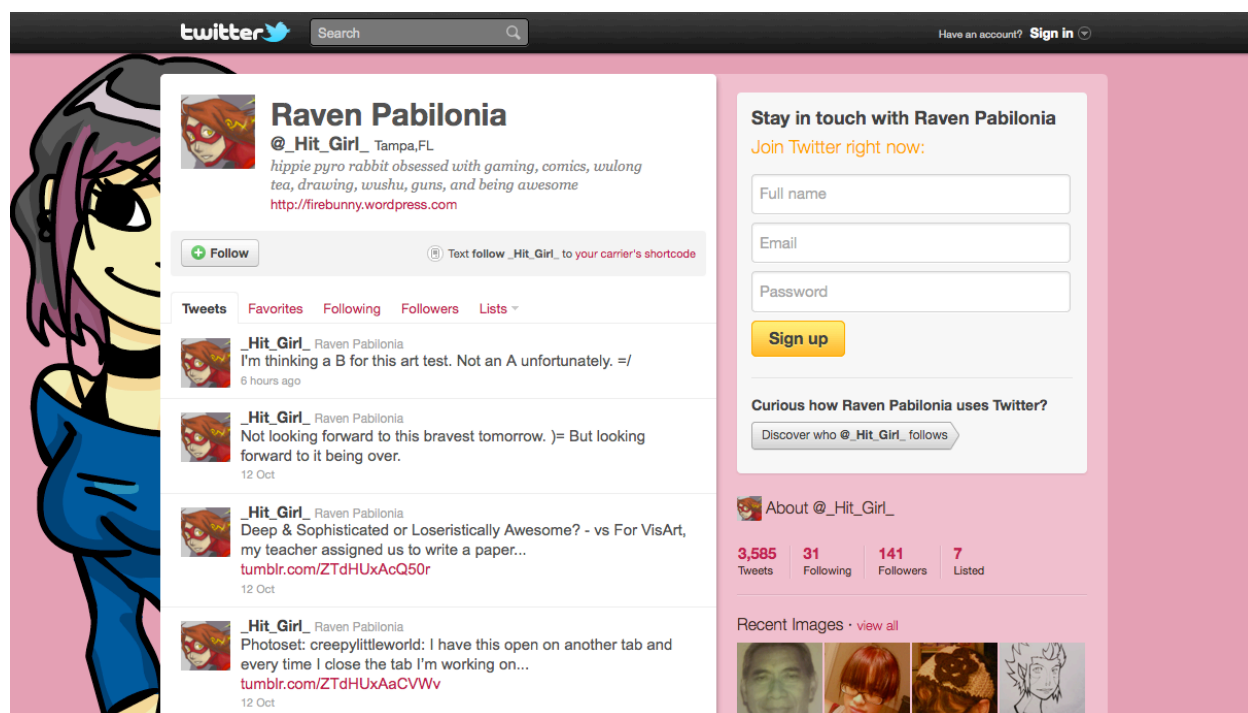 twitter
Search
Have an account? Sign in
Raven Pabilonia
@_Hit_Girl_ Tampa,FL
hippie pyro rabbit obsessed with gaming, comics, wulong
tea, drawing, wushu, guns, and being awesome
http://firebunny.wordpress.com
Follow
Text follow _Hit_Girl_ to your carrier's shortcode
Tweets Favorites Following Followers Lists
_Hit_Girl_ Raven Pabilonia
I'm thinking a B for this art test. Not an A unfortunately. =/
6 hours ago
_Hit_Girl_ Raven Pabilonia
Not looking forward to this bravest tomorrow. )= But looking
forward to it being over.
12 Oct
_Hit_Girl_ Raven Pabilonia
Deep & Sophisticated or Loseristically Awesome? - vs For VisArt,
my teacher assigned us to write a paper...
tumblr.com/ZTdHUxAcQ50r
12 Oct
_Hit_Girl_ Raven Pabilonia
Photoset: creepylittleworld: I have this open on another tab and
every time I close the tab I'm working on...
tumblr.com/ZTdHUxAaCVWv
12 Oct
Stay in touch with Raven Pabilonia
Join Twitter right now:
Full name
Email
Password
Sign up
Curious how Raven Pabilonia uses Twitter?
Discover who @_Hit_Girl_ follows
About @_Hit_Girl_
3,585 31 141 7
Tweets Following Followers Listed
Recent Images · view all